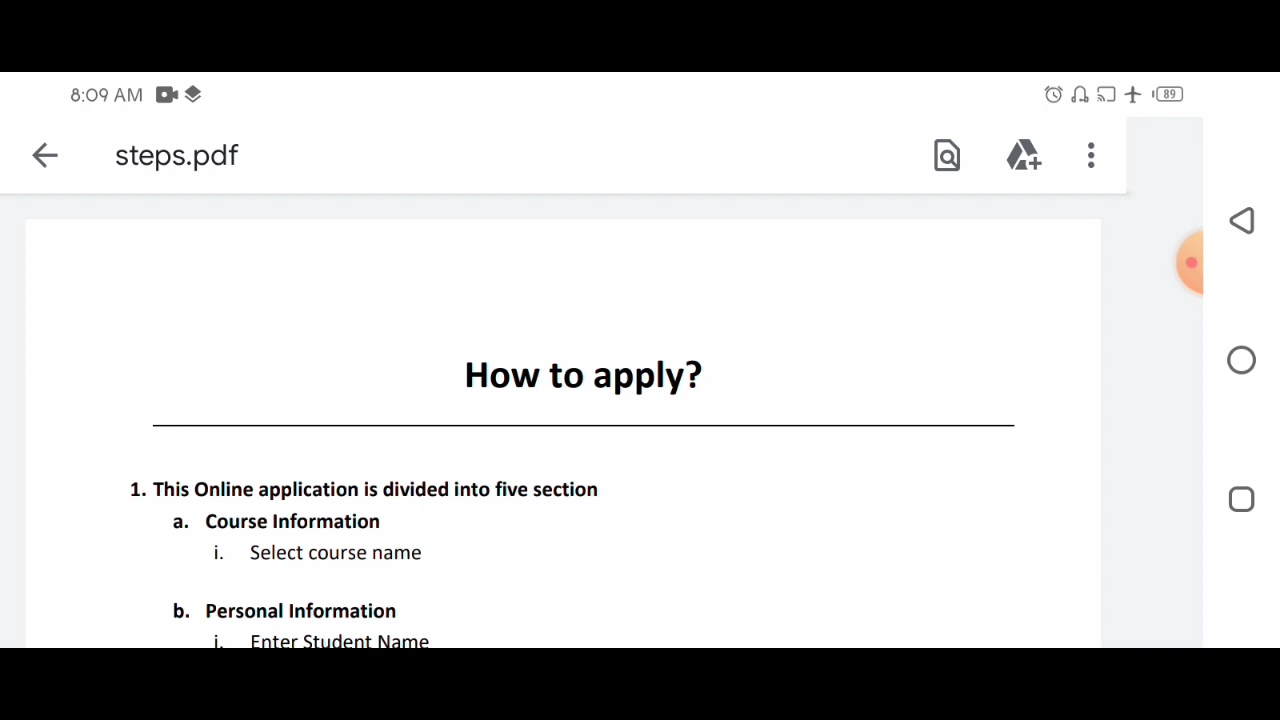 8:09 AM
89
steps.pdf
How to apply?
1. This Online application is divided into five section
a. Course Information
i. Select course name
b. Personal Information
i. Enter Student Name